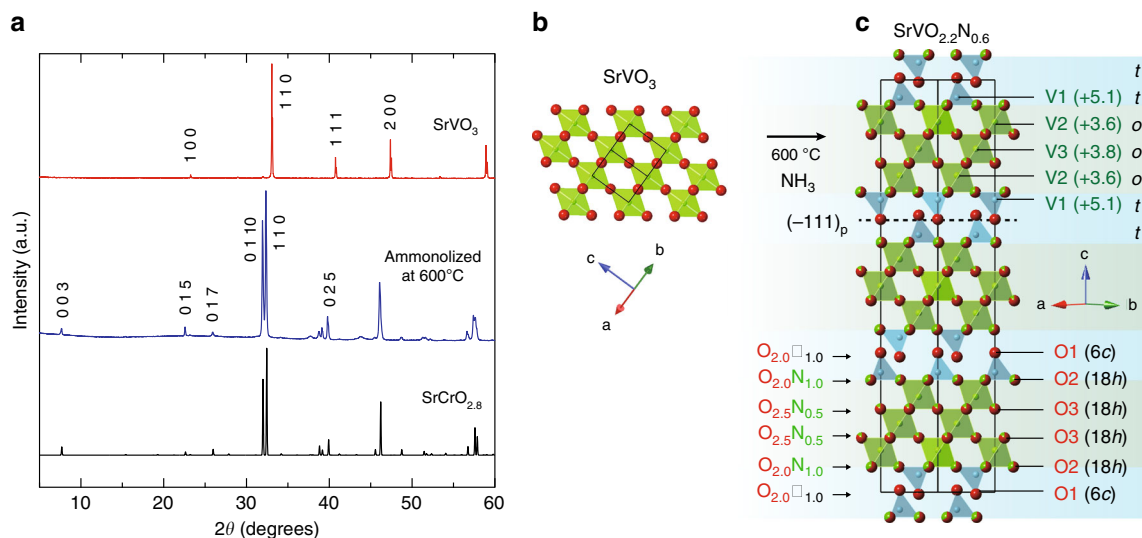 a
Intensity (a.u.)
SrVO3
1 0 0
1 1 0
1 1 1
2 0 0
Ammonolized
at 600°C
0 0 3
0 1 5
0 1 7
0 1 10
1 1 0
0 2 5
SrCrO2.8
10 20 30 40 50 60
2θ (degrees)
b
SrVO3
c
b
a
600 °C
NH3
c
SrVO2.2N0.6
t
t
o
o
o
t
t
V1 (+5.1)
V2 (+3.6)
V3 (+3.8)
V2 (+3.6)
V1 (+5.1)
(–111)p
c
a
b
O2.0□1.0
O2.0N1.0
O2.5N0.5
O2.5N0.5
O2.0N1.0
O2.0□1.0
O1 (6c)
O2 (18h)
O3 (18h)
O3 (18h)
O2 (18h)
O1 (6c)